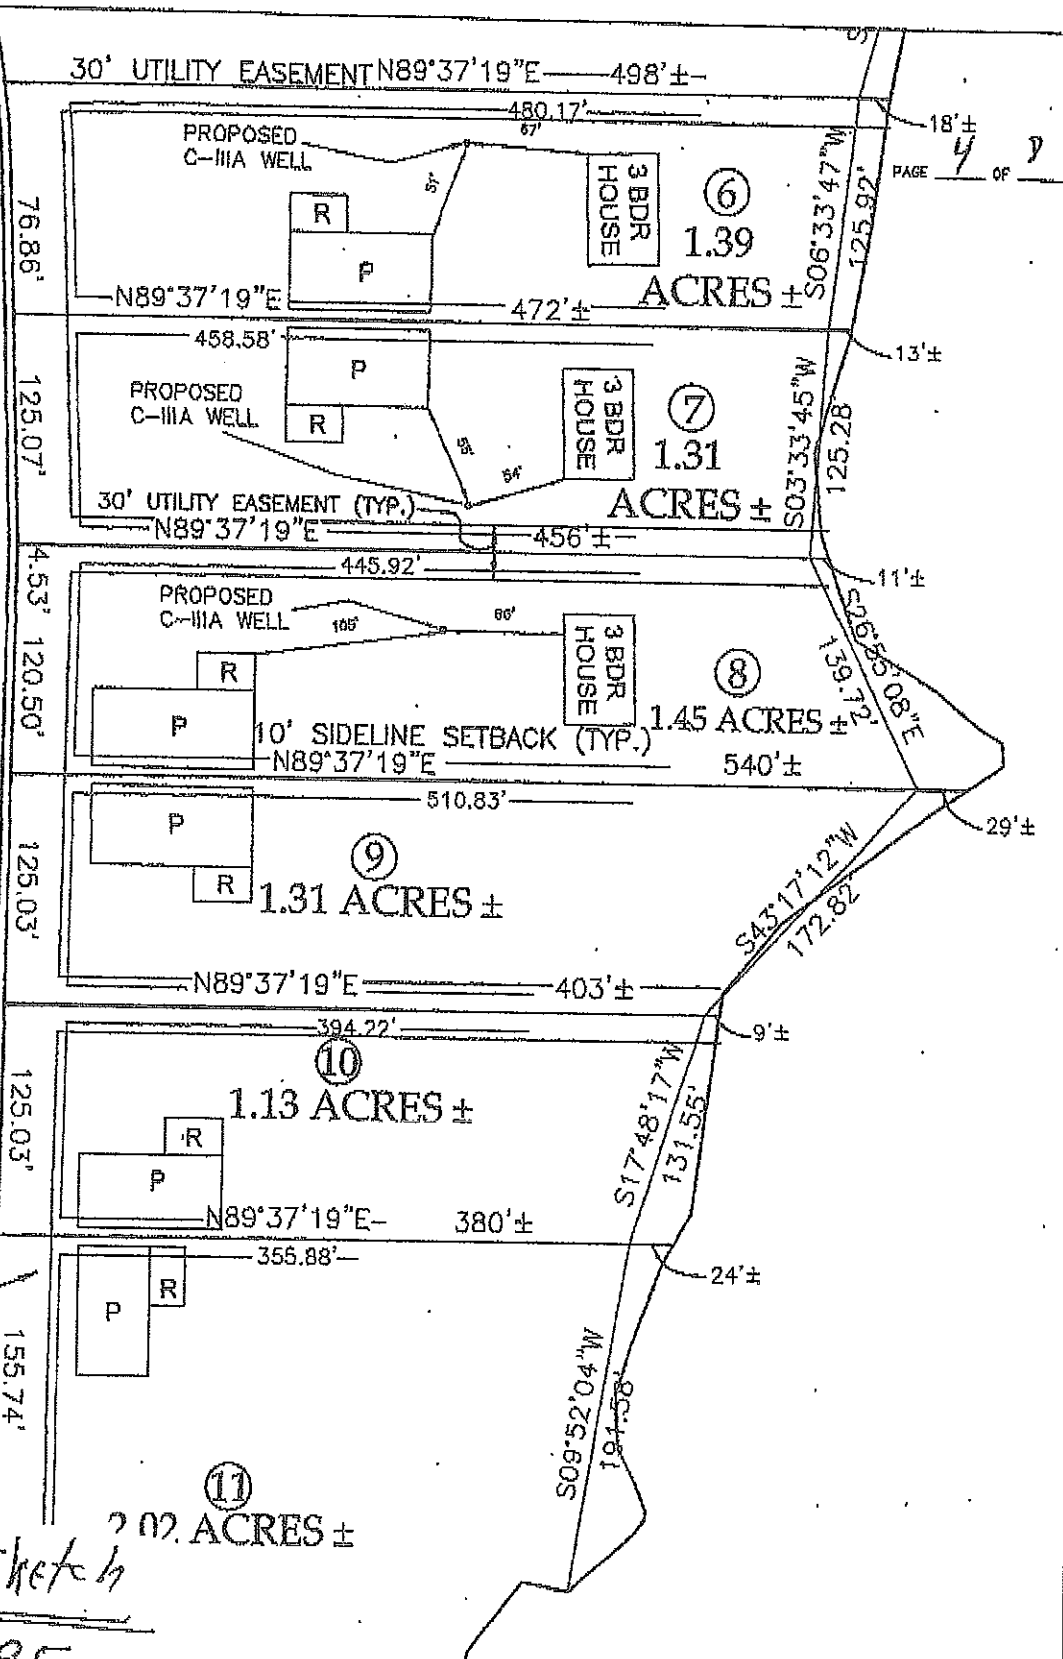 30' UTILITY EASEMENT N89°37'19"E 498'±
480.17'
67'
18'±
PAGE 4 OF
PROPOSED
C-IIIA WELL
57'
R
P
3 BDR
HOUSE
6
1.39
ACRES ±
S06°33'47"W
125.92'
76.86'
N89°37'19"E
472'±
458.58'
13'±
P
R
PROPOSED
C-IIIA WELL
3 BDR
HOUSE
7
1.31
ACRES ±
S03°33'45"W
125.28
125.07'
54'
30' UTILITY EASEMENT (TYP.)
N89°37'19"E
456'±
445.92'
11'±
4.53'
PROPOSED
C-IIIA WELL
105'
86'
3 BDR
HOUSE
R
P
8
1.45 ACRES ±
S26°55'08"E
139.72'
120.50'
10' SIDELINE SETBACK (TYP.)
N89°37'19"E
540'±
510.83'
29'±
P
R
9
1.31 ACRES ±
S43°17'12"W
172.82'
125.03'
N89°37'19"E
403'±
394.22'
9'±
10
1.13 ACRES ±
R
P
S17°48'17"W
131.55'
125.03'
N89°37'19"E
380'±
355.88'
24'±
P
R
S09°52'04"W
191.58'
155.74'
11
2.02 ACRES ±
ketch